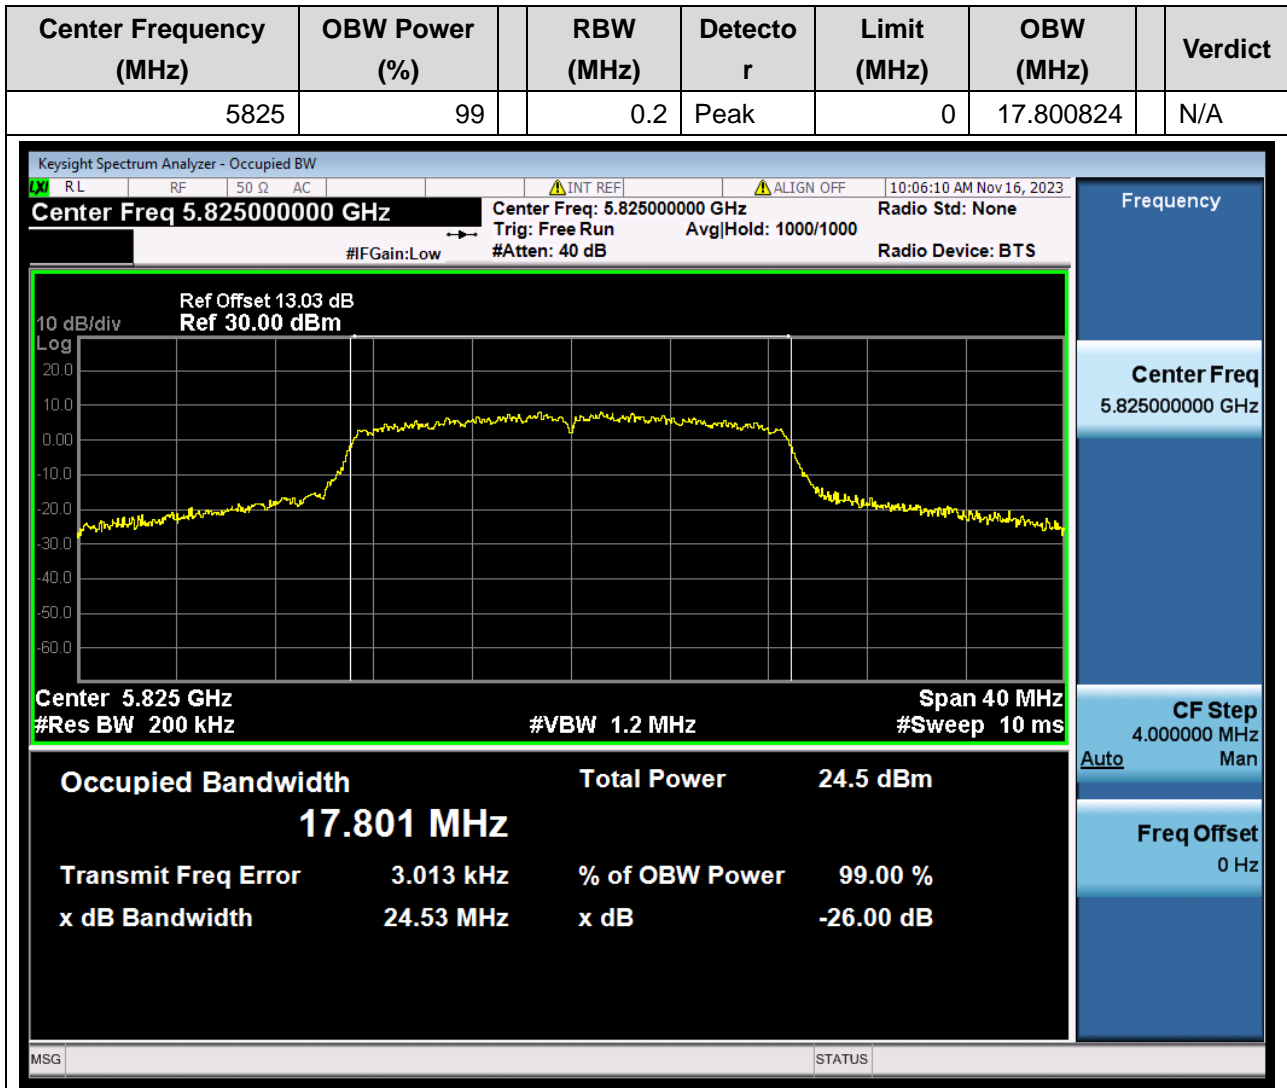 Center Frequency (MHz) OBW Power (%) RBW (MHz) Detector Limit (MHz) OBW (MHz) Verdict
5825 99 0.2 Peak 0 17.800824 N/A
Keysight Spectrum Analyzer - Occupied BW
LXI RL RF 50 Ω AC INT REF ALIGN OFF 10:06:10 AM Nov 16, 2023
Center Freq 5.825000000 GHz
Center Freq: 5.825000000 GHz Radio Std: None
Trig: Free Run Avg|Hold: 1000/1000
#IFGain:Low #Atten: 40 dB Radio Device: BTS
Ref Offset 13.03 dB
10 dB/div Ref 30.00 dBm
Log
20.0
10.0
0.00
-10.0
-20.0
-30.0
-40.0
-50.0
-60.0
Center 5.825 GHz Span 40 MHz
#Res BW 200 kHz #VBW 1.2 MHz #Sweep 10 ms
Occupied Bandwidth Total Power 24.5 dBm
17.801 MHz
Transmit Freq Error 3.013 kHz % of OBW Power 99.00 %
x dB Bandwidth 24.53 MHz x dB -26.00 dB
Frequency
Center Freq
5.825000000 GHz
CF Step
4.000000 MHz
Auto Man
Freq Offset
0 Hz
MSG STATUS